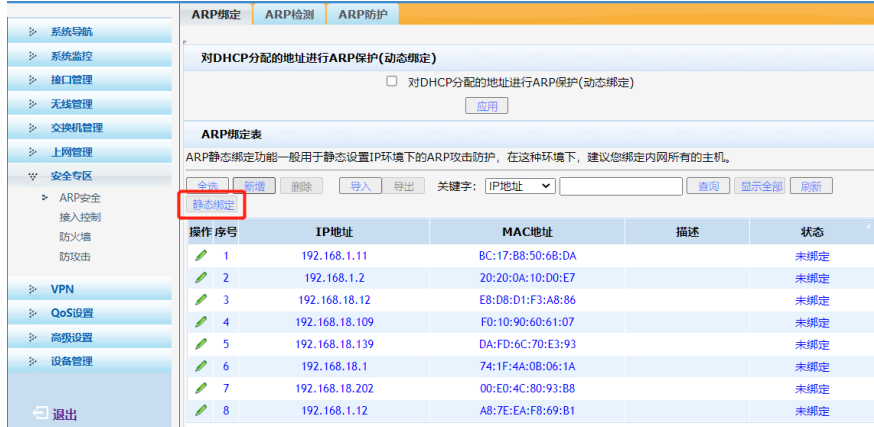 ARP绑定 ARP检测 ARP防护
系统导航
系统监控
接口管理
无线管理
交换机管理
上网管理
安全专区
ARP安全
接入控制
防火墙
防攻击
VPN
QoS设置
高级设置
设备管理
退出
对DHCP分配的地址进行ARP保护(动态绑定)
对DHCP分配的地址进行ARP保护(动态绑定)
应用
ARP绑定表
ARP静态绑定功能一般用于静态设置IP环境下的ARP攻击防护，在这种环境下，建议您绑定内网所有的主机。
全选 新增 删除 导入 导出 关键字： IP地址 查询 显示全部 刷新
静态绑定
操作 序号 IP地址 MAC地址 描述 状态
1 192.168.1.11 BC:17:B8:50:6B:DA 未绑定
2 192.168.1.2 20:20:0A:10:D0:E7 未绑定
3 192.168.18.12 E8:D8:D1:F3:A8:86 未绑定
4 192.168.18.109 F0:10:90:60:61:07 未绑定
5 192.168.18.139 DA:FD:6C:70:E3:93 未绑定
6 192.168.18.1 74:1F:4A:0B:06:1A 未绑定
7 192.168.18.202 00:E0:4C:80:93:B8 未绑定
8 192.168.1.12 A8:7E:EA:F8:69:B1 未绑定